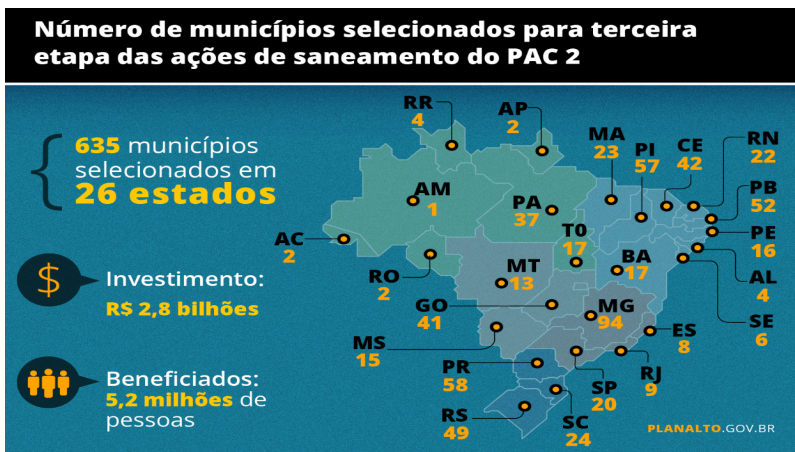 Número de municípios selecionados para terceira
etapa das ações de saneamento do PAC 2
635 municípios
selecionados em
26 estados
$
Investimento:
R$ 2,8 bilhões
Beneficiados:
5,2 milhões de
pessoas
RR
4
AP
2
MA
23
PI
57
CE
42
RN
22
PB
52
PE
16
AL
4
SE
6
AM
1
PA
37
T0
17
BA
17
AC
2
RO
2
MT
13
GO
41
MG
94
ES
8
MS
15
PR
58
SP
20
RJ
9
RS
49
SC
24
PLANALTO.GOV.BR